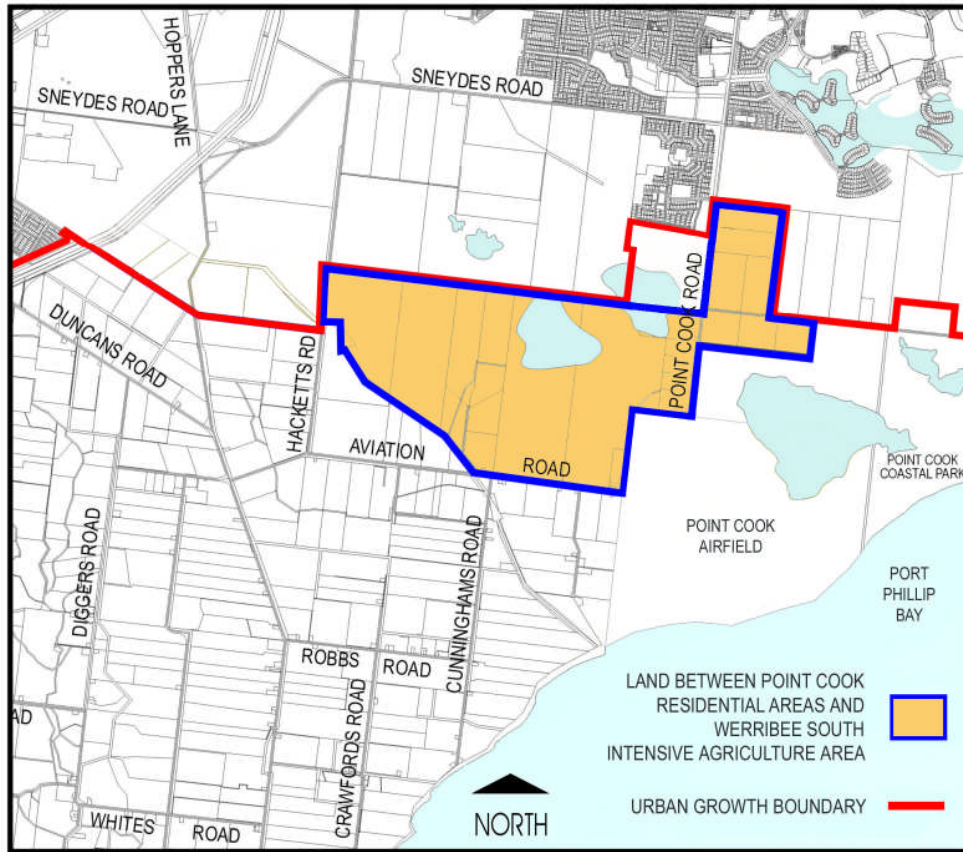 HOPPERS LANE
SNEYDES ROAD
SNEYDES ROAD
POINT COOK ROAD
DUNCANS ROAD
HACKETTS RD
AVIATION
ROAD
POINT COOK
COASTAL PARK
POINT COOK
AIRFIELD
PORT
PHILLIP
BAY
DIGGERS ROAD
CUNNINGHAMS ROAD
ROBBS
ROAD
CRAWFORDS ROAD
AD
WHITES
ROAD
NORTH
LAND BETWEEN POINT COOK
RESIDENTIAL AREAS AND
WERRIBEE SOUTH
INTENSIVE AGRICULTURE AREA
URBAN GROWTH BOUNDARY